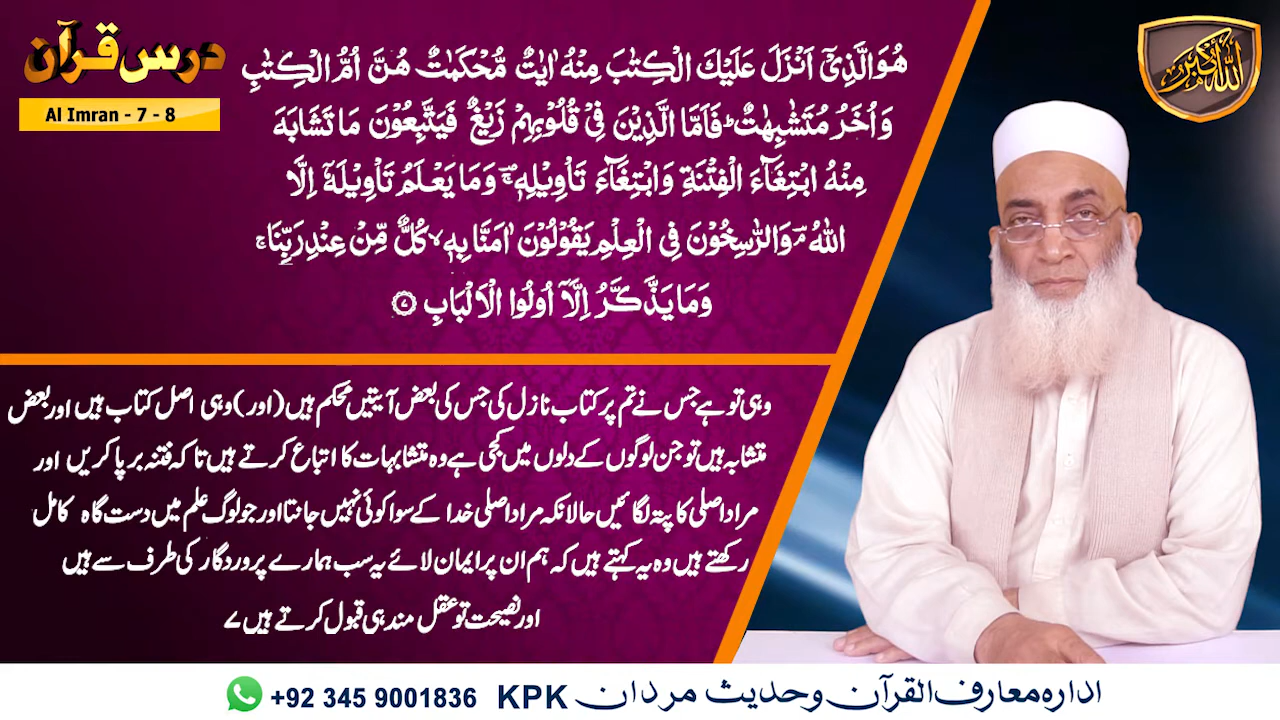 درس قرآن
Al Imran - 7 - 8
هُوَ الَّذِیْۤ اَنْزَلَ عَلَیْكَ الْكِتٰبَ مِنْهُ اٰیٰتٌ مُّحْكَمٰتٌ هُنَّ اُمُّ الْكِتٰبِ
وَ اُخَرُ مُتَشٰبِهٰتٌؕ فَاَمَّا الَّذِیْنَ فِیْ قُلُوْبِهِمْ زَیْغٌ فَیَتَّبِعُوْنَ مَا تَشَابَهَ
مِنْهُ ابْتِغَآءَ الْفِتْنَةِ وَ ابْتِغَآءَ تَاْوِیْلِهٖۚ وَ مَا یَعْلَمُ تَاْوِیْلَهٗۤ اِلَّا
اللّٰهُ ۘ وَ الرّٰسِخُوْنَ فِی الْعِلْمِ یَقُوْلُوْنَ اٰمَنَّا بِهٖۙ كُلٌّ مِّنْ عِنْدِ رَبِّنَاۚ
وَ مَا یَذَّكَّرُ اِلَّاۤ اُولُوا الْاَلْبَابِ ۝۷
اللہ اکبر
وہی تو ہے جس نے تم پر کتاب نازل کی جس کی بعض آیتیں محکم ہیں (اور) وہی اصل کتاب ہیں اور بعض
متشابہ ہیں تو جن لوگوں کے دلوں میں کجی ہے وہ متشابہات کا اتباع کرتے ہیں تاکہ فتنہ برپا کریں اور
مراد اصلی کا پتہ لگائیں حالانکہ مراد اصلی خدا کے سوا کوئی نہیں جانتا اور جو لوگ علم میں دست گاہ کامل
رکھتے ہیں وہ یہ کہتے ہیں کہ ہم ان پر ایمان لائے یہ سب ہمارے پروردگار کی طرف سے ہیں
اور نصیحت تو عقل مند ہی قبول کرتے ہیں ۷
ادارہ معارف القرآن وحدیث مردان KPK +92 345 9001836